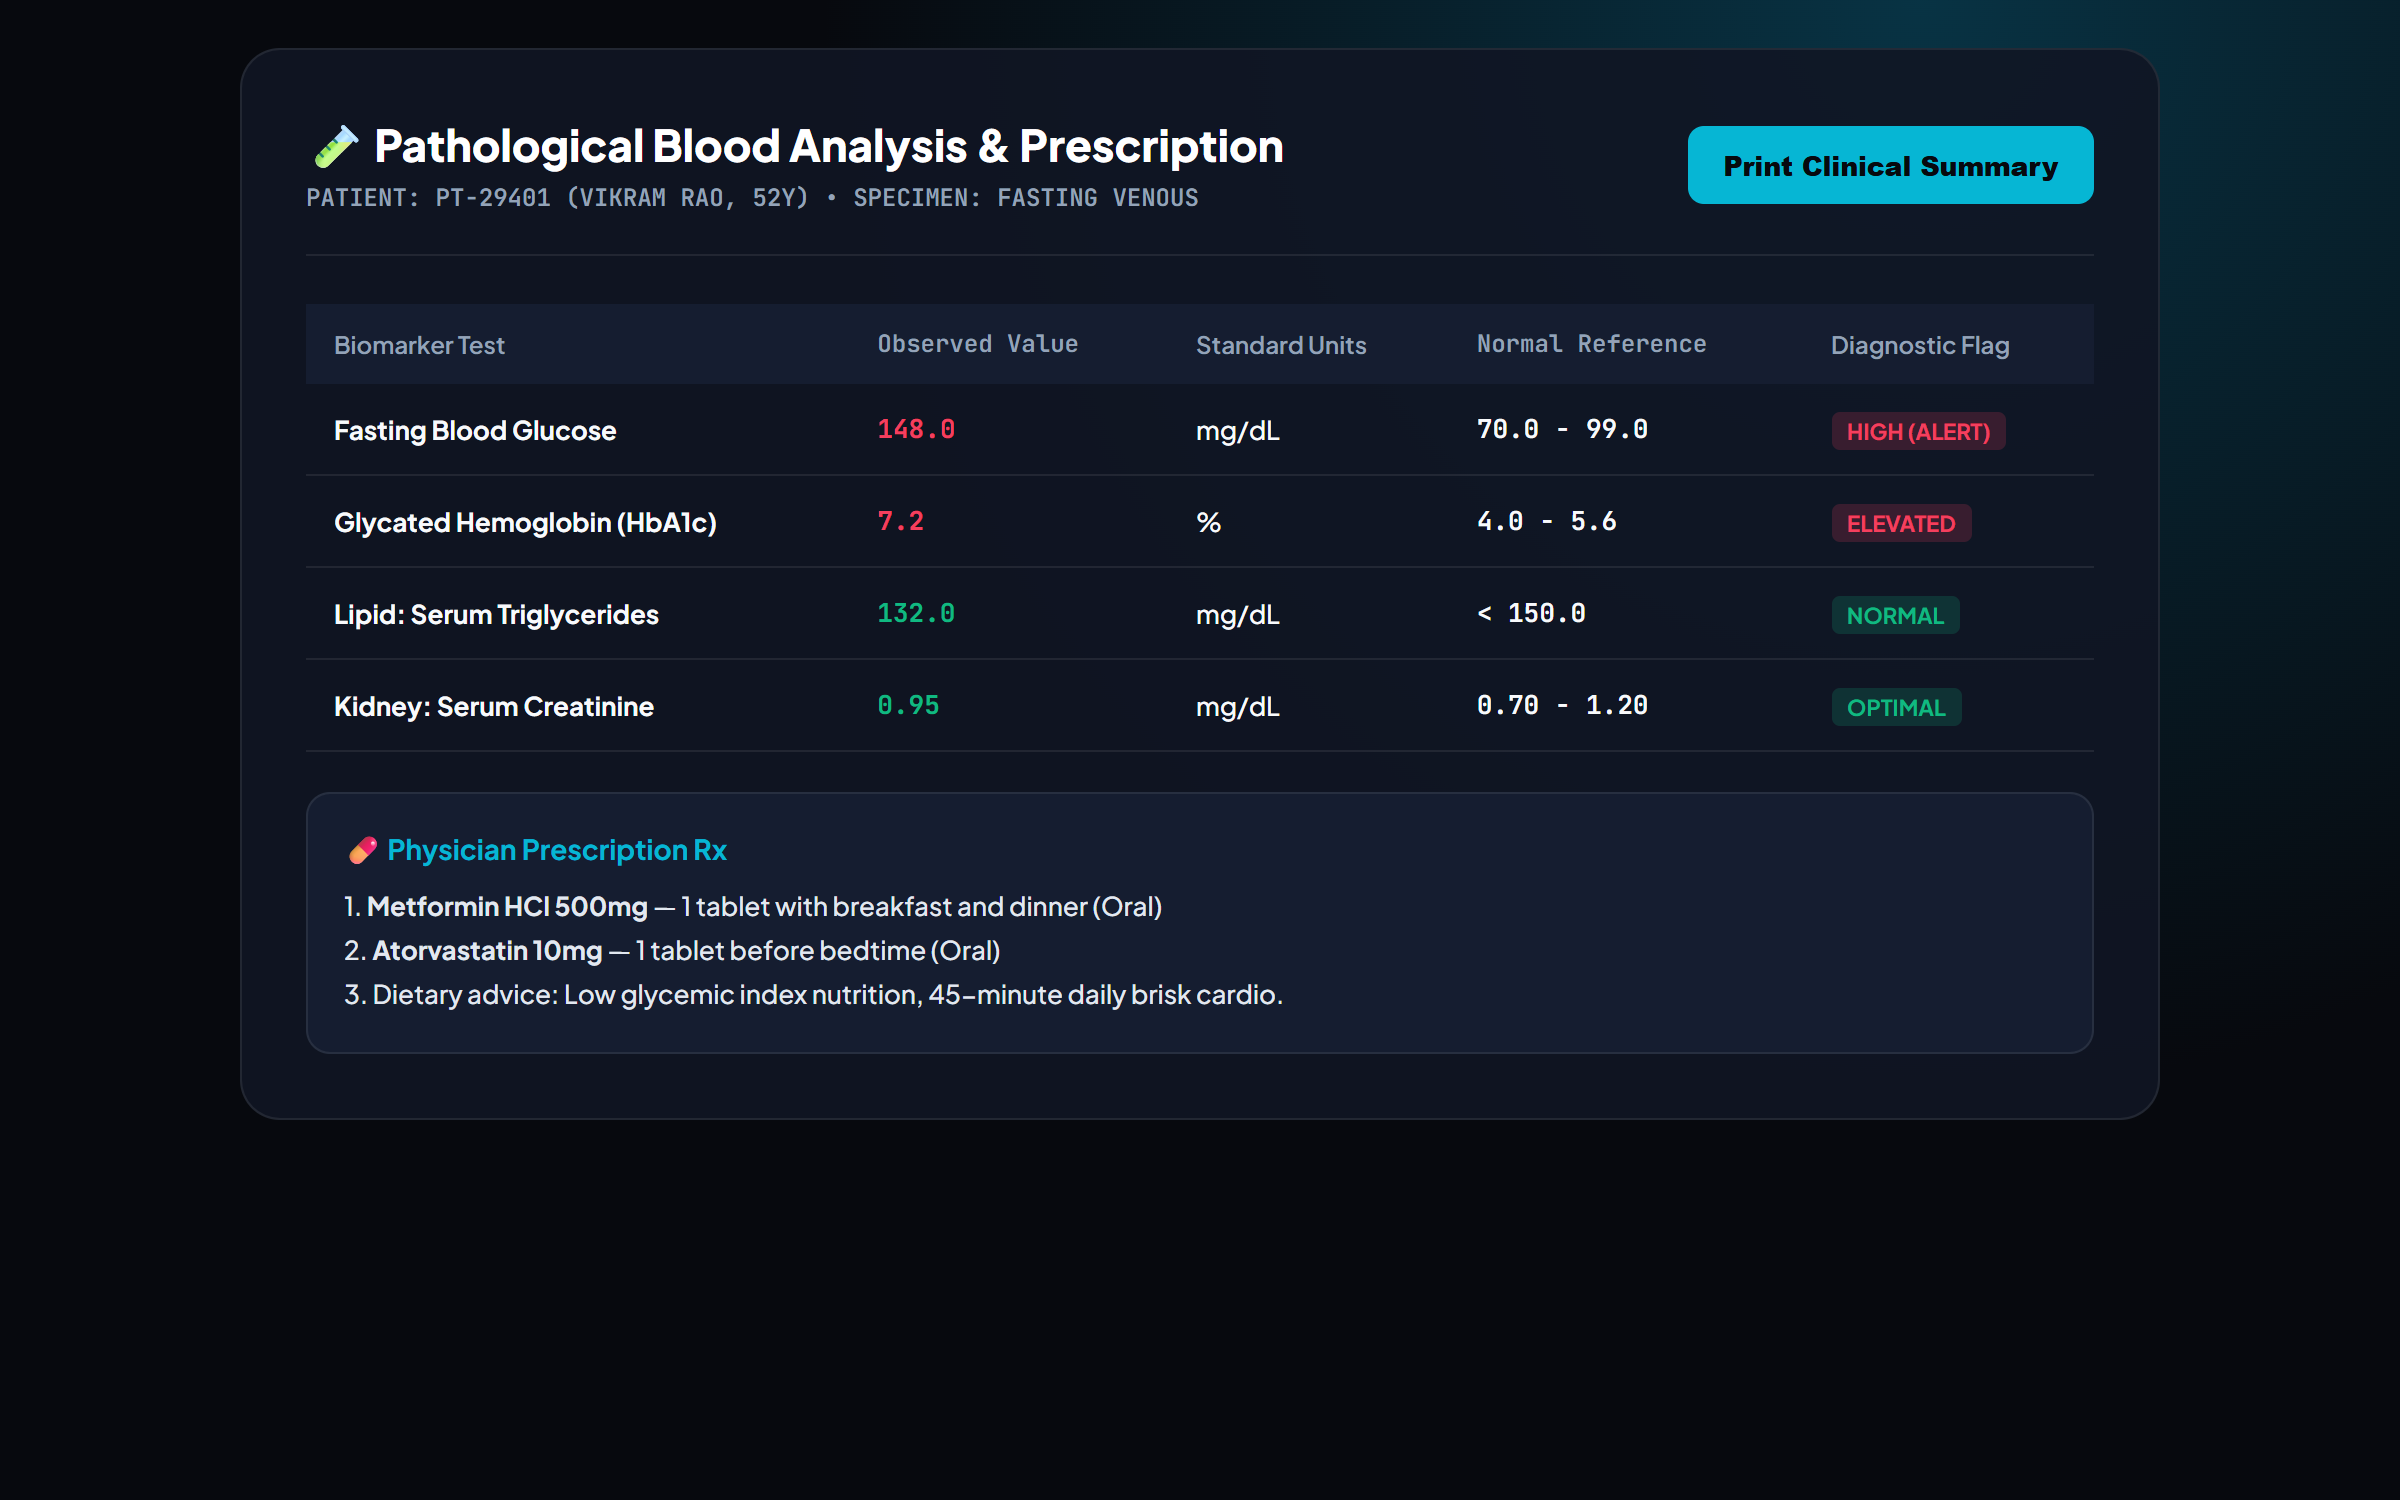 Pathological Blood Analysis & Prescription
PATIENT: PT-29401 (VIKRAM RAO, 52Y) • SPECIMEN: FASTING VENOUS
Print Clinical Summary
Biomarker Test Observed Value Standard Units Normal Reference Diagnostic Flag
Fasting Blood Glucose 148.0 mg/dL 70.0 - 99.0 HIGH (ALERT)
Glycated Hemoglobin (HbA1c) 7.2 % 4.0 - 5.6 ELEVATED
Lipid: Serum Triglycerides 132.0 mg/dL < 150.0 NORMAL
Kidney: Serum Creatinine 0.95 mg/dL 0.70 - 1.20 OPTIMAL
Physician Prescription Rx
1. Metformin HCl 500mg — 1 tablet with breakfast and dinner (Oral)
2. Atorvastatin 10mg — 1 tablet before bedtime (Oral)
3. Dietary advice: Low glycemic index nutrition, 45-minute daily brisk cardio.